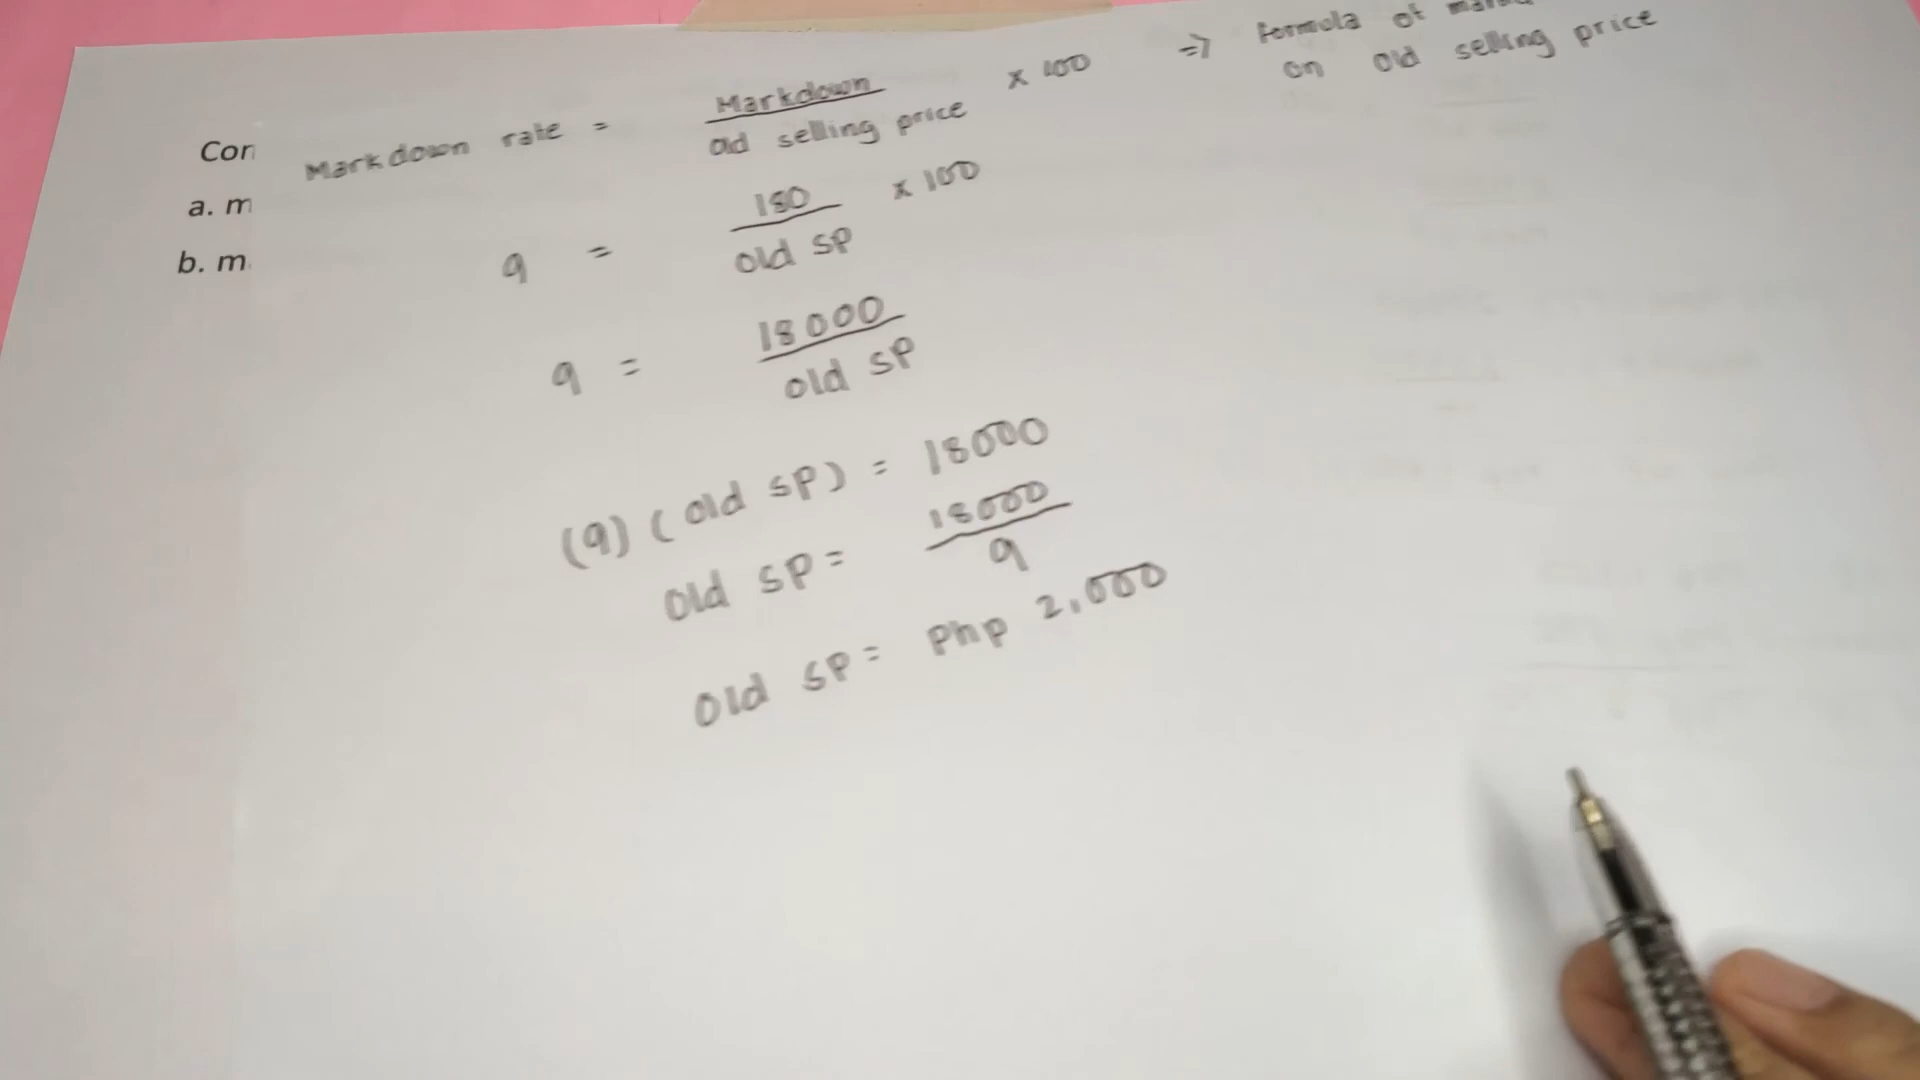 Markdown rate = Markdown / old selling price x 100 => formula of
on old selling price
a. m
b. m
9 = 180 / old SP x 100
9 = 18000 / old SP
(9) (old SP) = 18000
old SP = 18000 / 9
old SP = Php 2,000